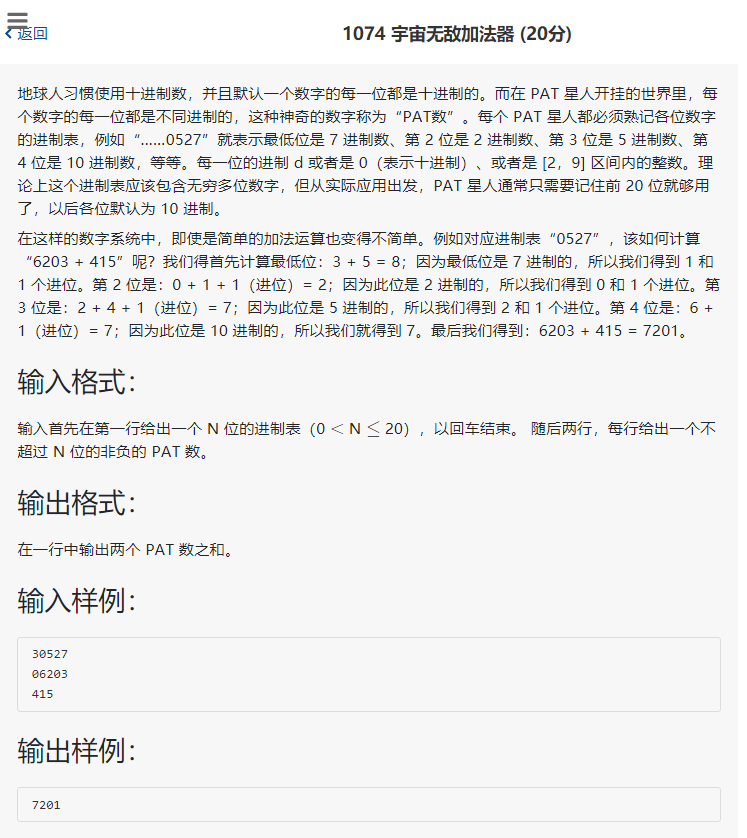 返回
1074 宇宙无敌加法器 (20分)
地球人习惯使用十进制数，并且默认一个数字的每一位都是十进制的。而在 PAT 星人开挂的世界里，每
个数字的每一位都是不同进制的，这种神奇的数字称为“PAT数”。每个 PAT 星人都必须熟记各位数字
的进制表，例如“……0527”就表示最低位是 7 进制数、第 2 位是 2 进制数、第 3 位是 5 进制数、第
4 位是 10 进制数，等等。每一位的进制 d 或者是 0（表示十进制）、或者是 [2，9] 区间内的整数。理
论上这个进制表应该包含无穷多位数字，但从实际应用出发，PAT 星人通常只需要记住前 20 位就够用
了，以后各位默认为 10 进制。
在这样的数字系统中，即使是简单的加法运算也变得不简单。例如对应进制表“0527”，该如何计算
“6203 + 415”呢？我们得首先计算最低位：3 + 5 = 8；因为最低位是 7 进制的，所以我们得到 1 和
1 个进位。第 2 位是：0 + 1 + 1（进位）= 2；因为此位是 2 进制的，所以我们得到 0 和 1 个进位。第
3 位是：2 + 4 + 1（进位）= 7；因为此位是 5 进制的，所以我们得到 2 和 1 个进位。第 4 位是：6 +
1（进位）= 7；因为此位是 10 进制的，所以我们就得到 7。最后我们得到：6203 + 415 = 7201。
输入格式：
输入首先在第一行给出一个 N 位的进制表（0 < N ≤ 20），以回车结束。 随后两行，每行给出一个不
超过 N 位的非负的 PAT 数。
输出格式：
在一行中输出两个 PAT 数之和。
输入样例：
30527
06203
415
输出样例：
7201